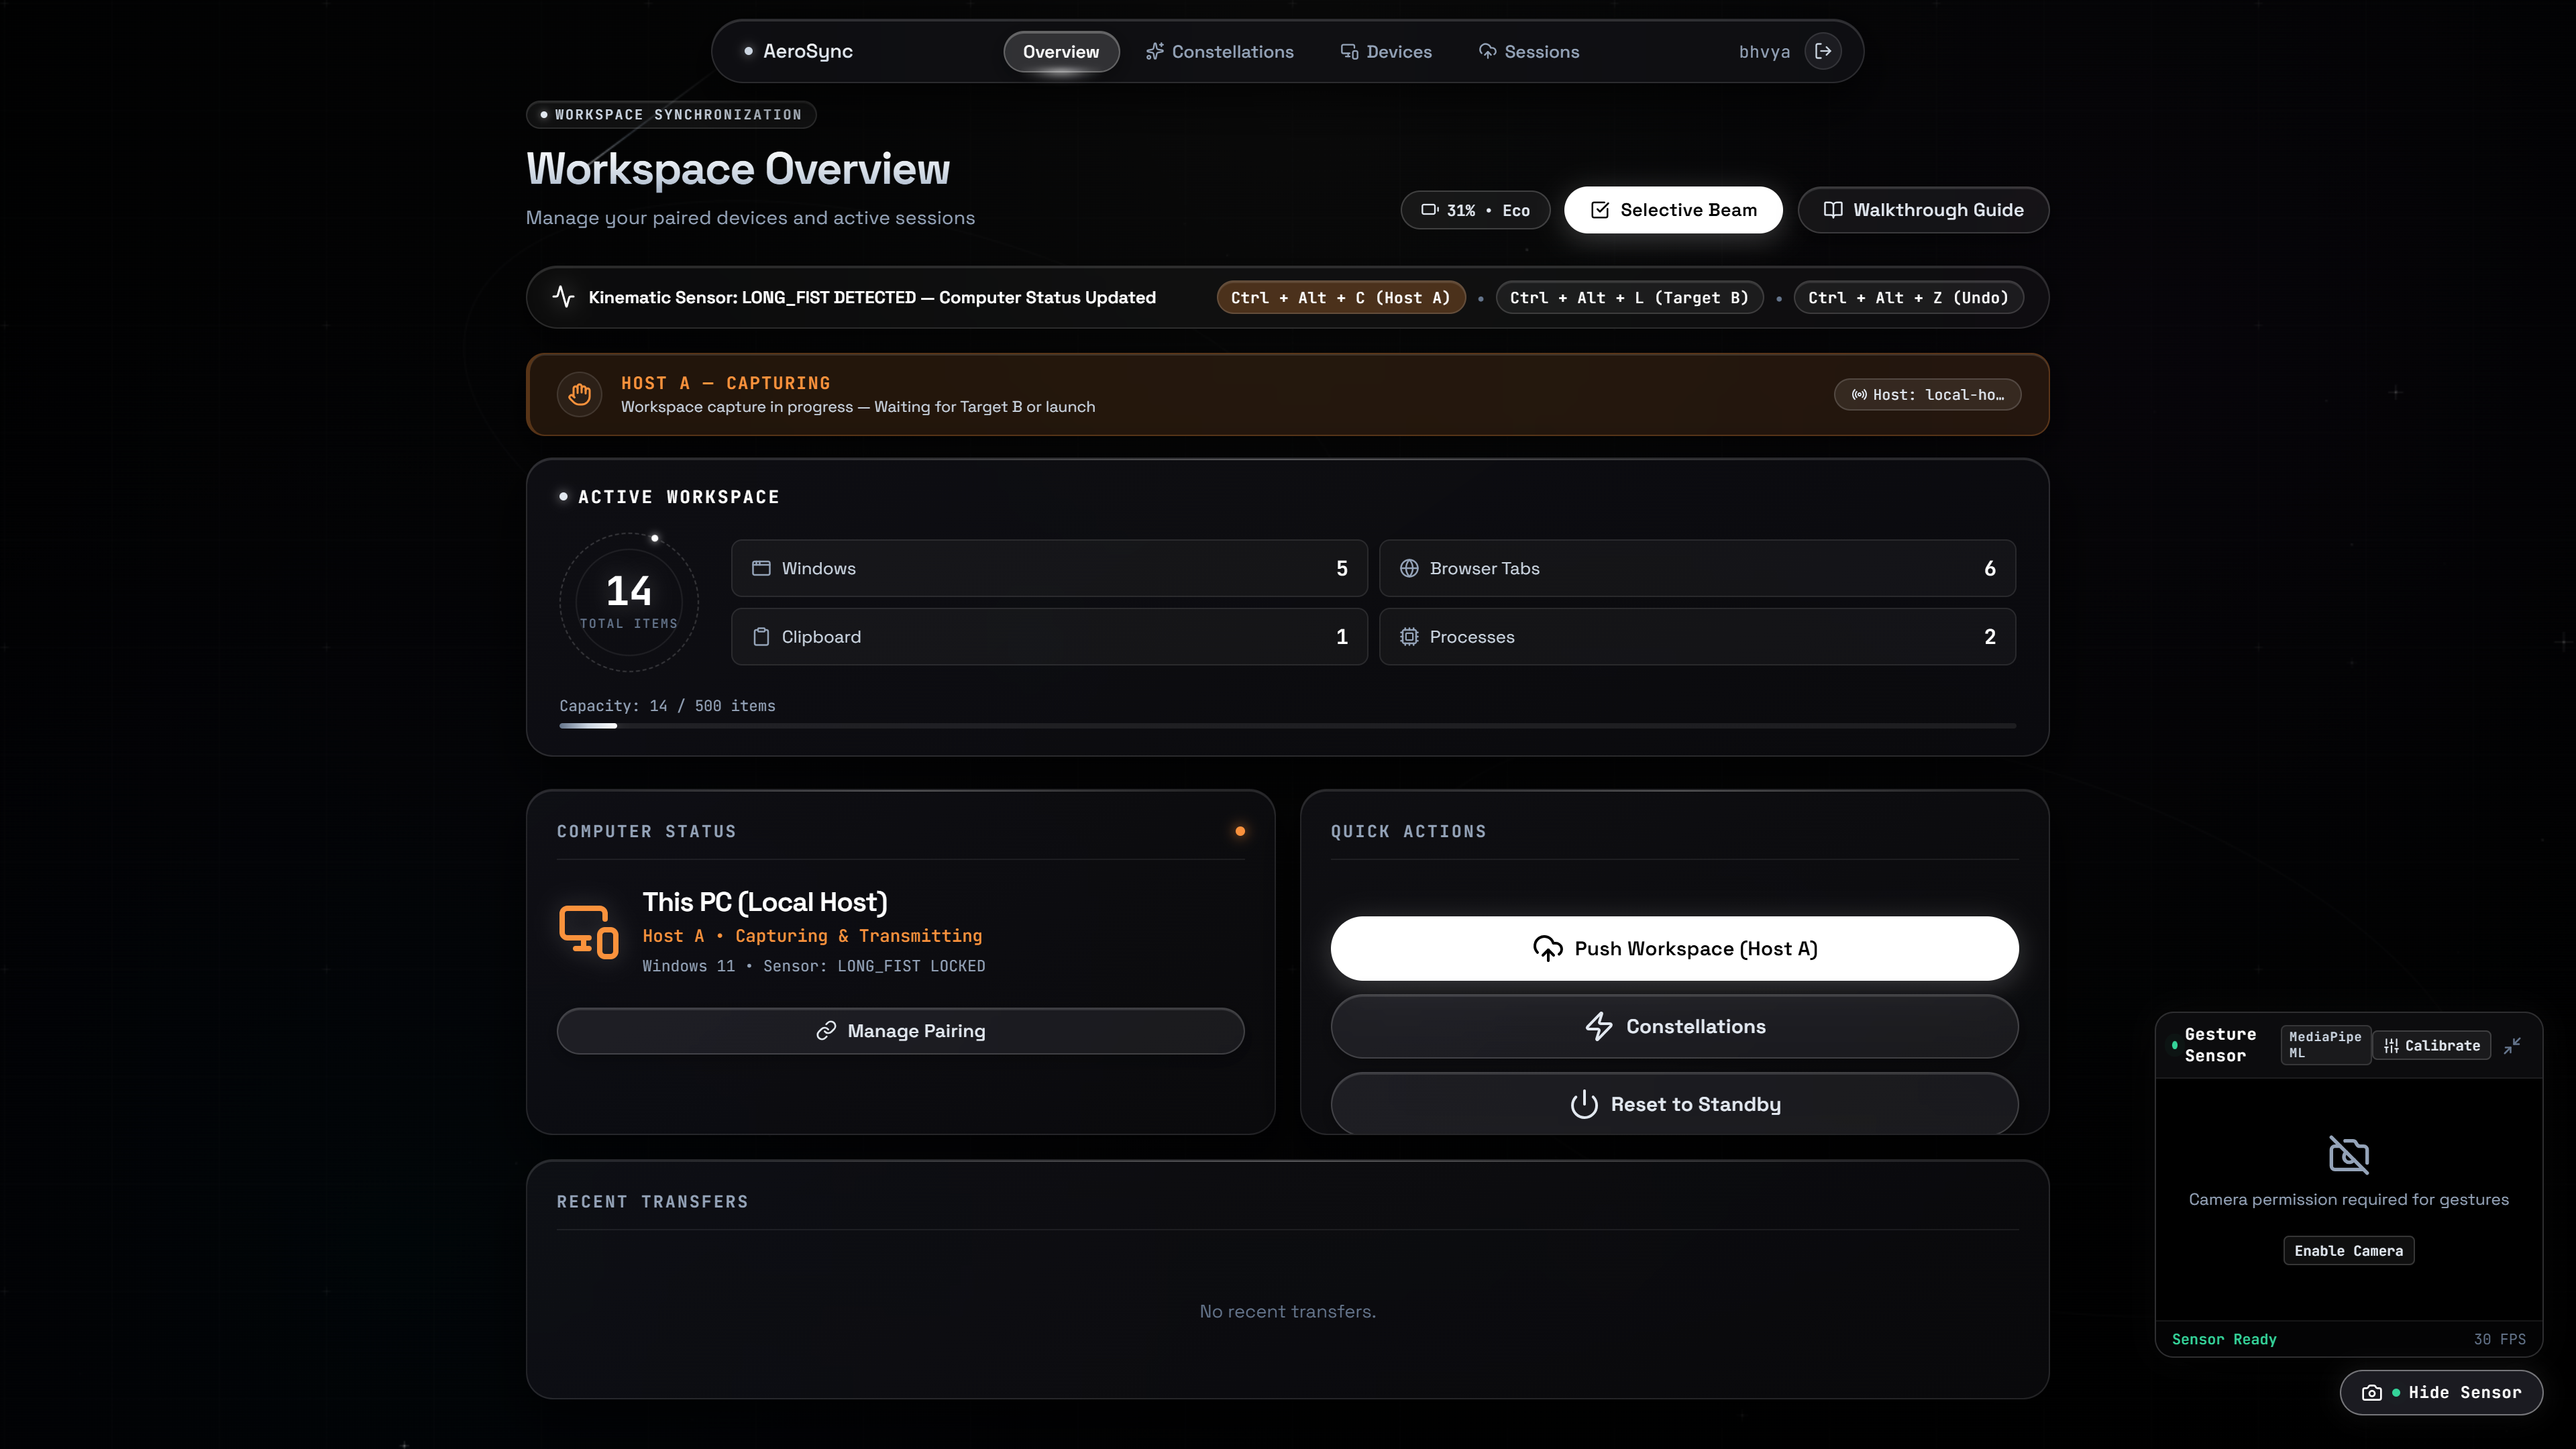 AeroSync
Overview
Constellations
Devices
Sessions
bhvya
WORKSPACE SYNCHRONIZATION
Workspace Overview
Manage your paired devices and active sessions
31% • Eco
Selective Beam
Walkthrough Guide
Kinematic Sensor: LONG_FIST DETECTED — Computer Status Updated
Ctrl + Alt + C (Host A)
• Ctrl + Alt + L (Target B)
• Ctrl + Alt + Z (Undo)
HOST A — CAPTURING
Workspace capture in progress — Waiting for Target B or launch
Host: local-ho…
ACTIVE WORKSPACE
14
TOTAL ITEMS
Windows 5
Browser Tabs 6
Clipboard 1
Processes 2
Capacity: 14 / 500 items
COMPUTER STATUS
This PC (Local Host)
Host A • Capturing & Transmitting
Windows 11 • Sensor: LONG_FIST LOCKED
Manage Pairing
QUICK ACTIONS
Push Workspace (Host A)
Constellations
Reset to Standby
RECENT TRANSFERS
No recent transfers.
Gesture
Sensor
MediaPipe
ML
Calibrate
Camera permission required for gestures
Enable Camera
Sensor Ready
30 FPS
Hide Sensor